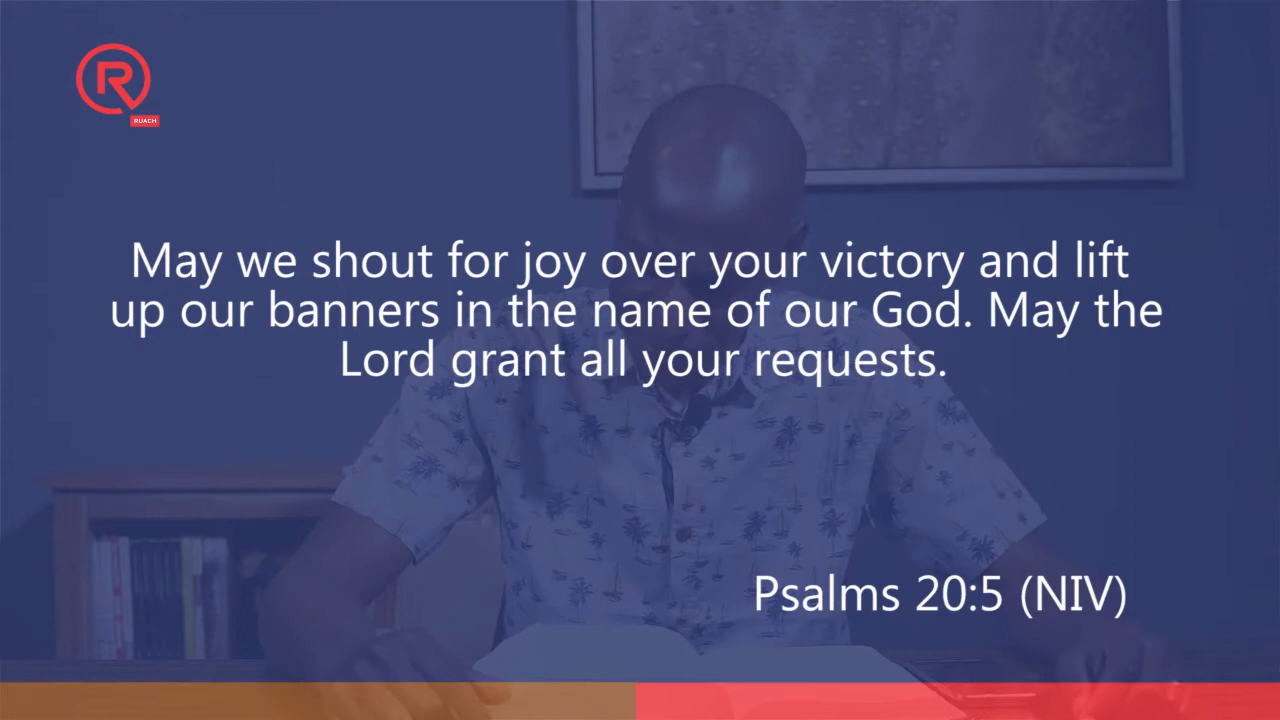 R
RUACH
May we shout for joy over your victory and lift
up our banners in the name of our God. May the
Lord grant all your requests.
Psalms 20:5 (NIV)